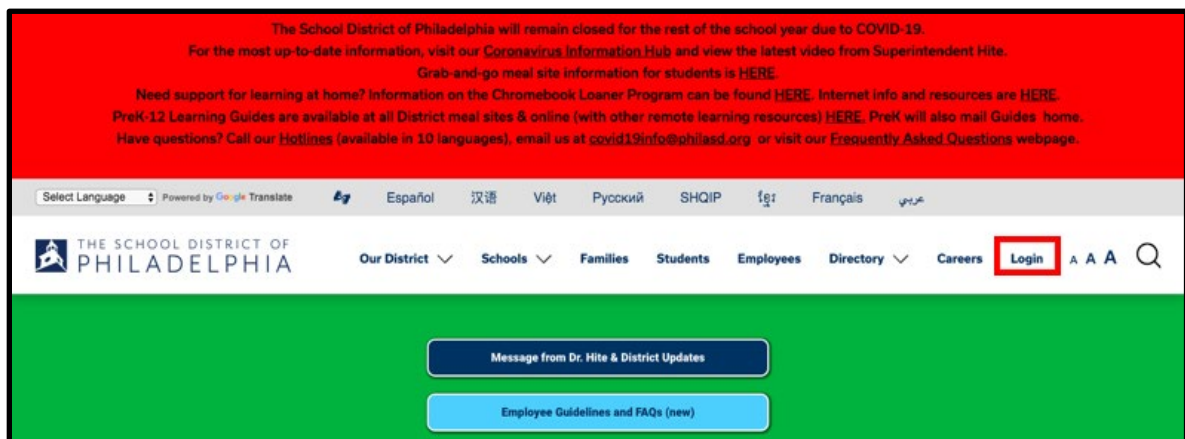 The School District of Philadelphia will remain closed for the rest of the school year due to COVID-19.
For the most up-to-date information, visit our Coronavirus Information Hub and view the latest video from Superintendent Hite.
Grab-and-go meal site information for students is HERE.
Need support for learning at home? Information on the Chromebook Loaner Program can be found HERE. Internet info and resources are HERE.
PreK-12 Learning Guides are available at all District meal sites & online (with other remote learning resources) HERE. PreK will also mail Guides home.
Have questions? Call our Hotlines (available in 10 languages), email us at covid19info@philasd.org or visit our Frequently Asked Questions webpage.
Select Language Powered by Google Translate Español 汉语 Việt Русский SHQIP ខ្មែរ Français عربي
THE SCHOOL DISTRICT OF
PHILADELPHIA
Our District Schools Families Students Employees Directory Careers Login A A A
Message from Dr. Hite & District Updates
Employee Guidelines and FAQs (new)